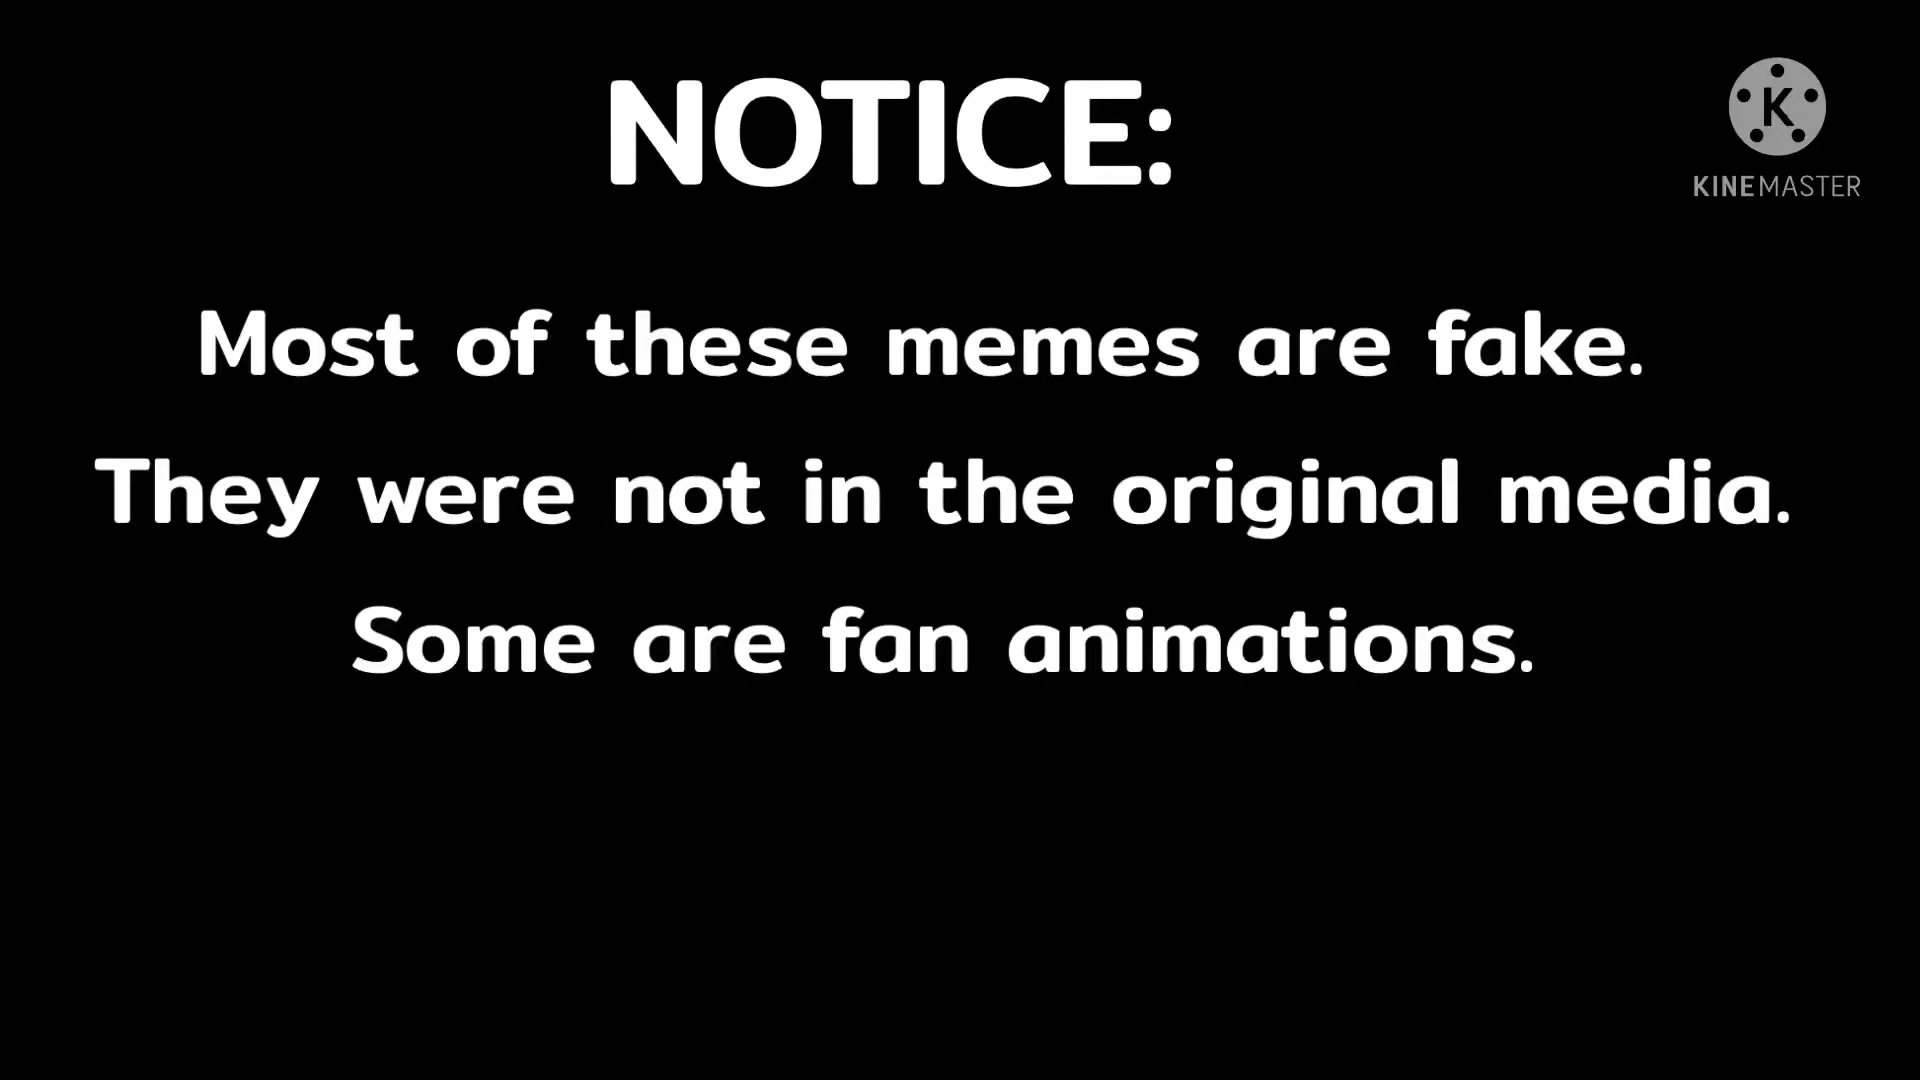 NOTICE:
K
KINEMASTER
Most of these memes are fake.
They were not in the original media.
Some are fan animations.